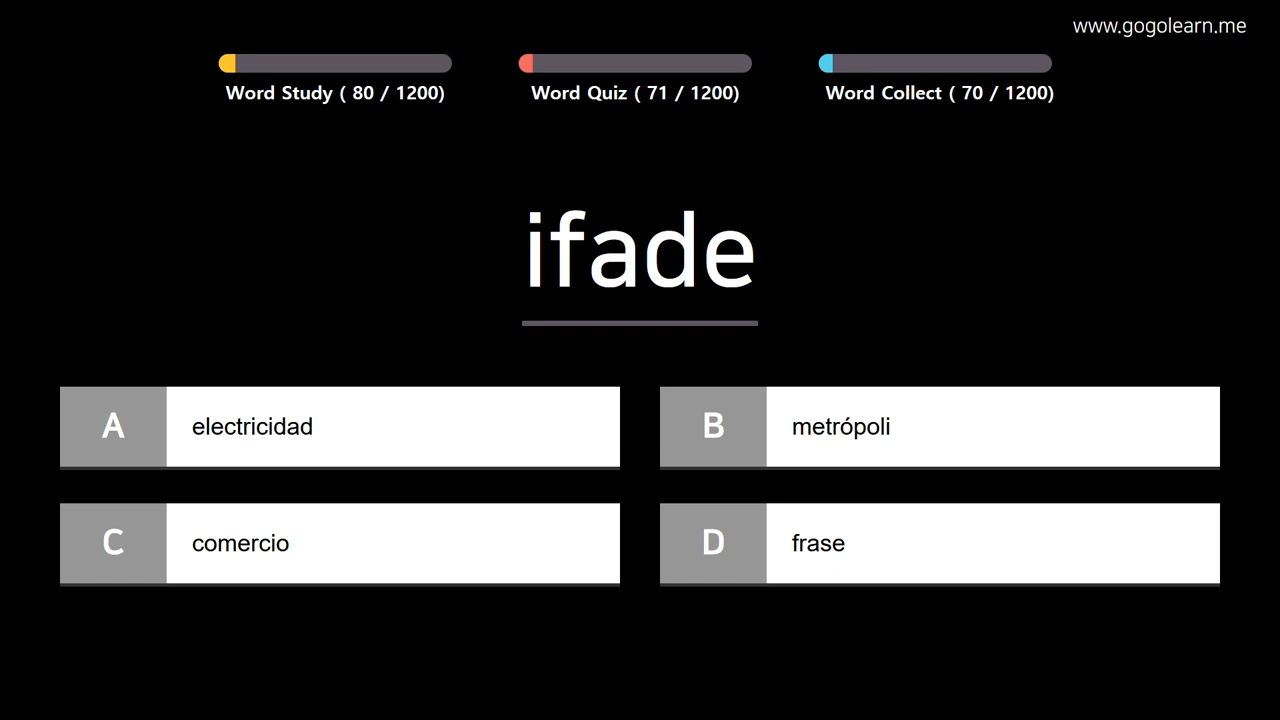 www.gogolearn.me
Word Study ( 80 / 1200)
Word Quiz ( 71 / 1200)
Word Collect ( 70 / 1200)
ifade
A electricidad
B metrópoli
C comercio
D frase